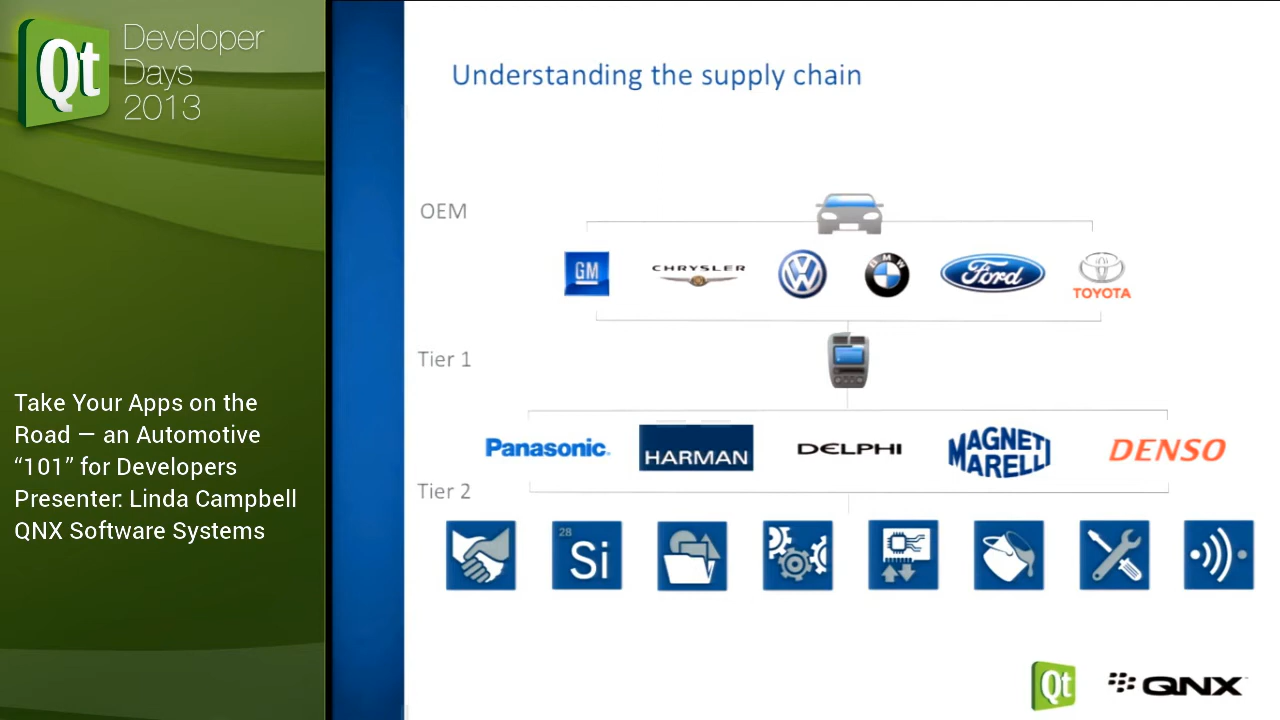 Qt
Developer
Days
2013
Take Your Apps on the
Road — an Automotive
“101” for Developers
Presenter: Linda Campbell
QNX Software Systems
Understanding the supply chain
OEM
GM
CHRYSLER
VW
BMW
Ford
TOYOTA
Tier 1
Panasonic
HARMAN
DELPHI
MAGNETI
MARELLI
DENSO
Tier 2
28
Si
Qt
QNX